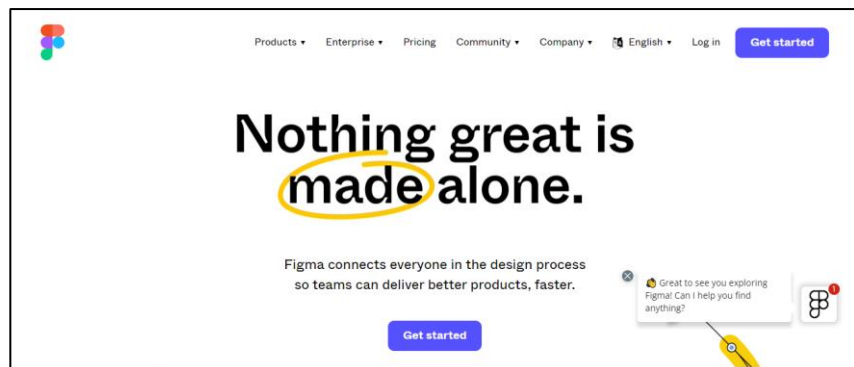 Products ▾ Enterprise ▾ Pricing Community ▾ Company ▾ English ▾ Log in Get started
Nothing great is
made alone.
Figma connects everyone in the design process
so teams can deliver better products, faster.
Get started
Great to see you exploring
Figma! Can I help you find
anything?
1